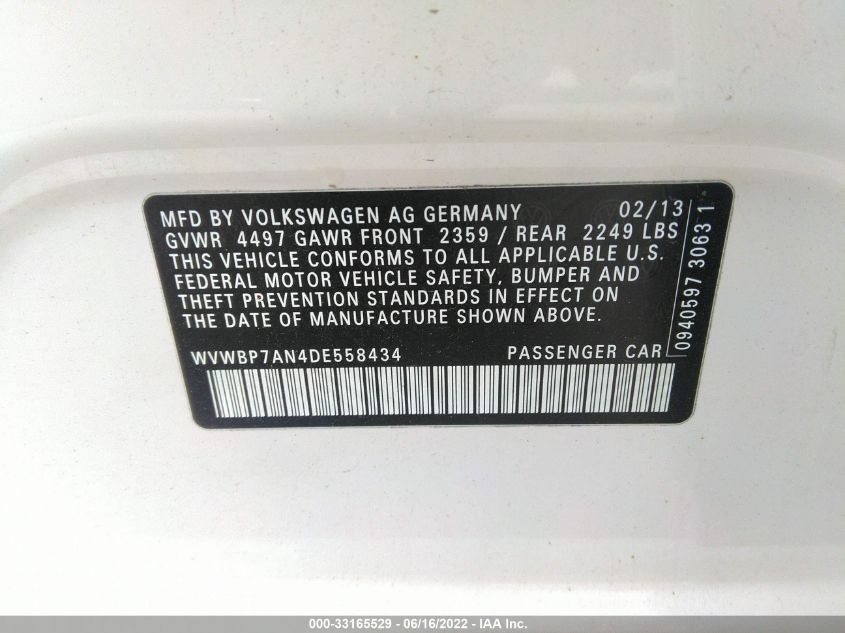 MFD BY VOLKSWAGEN AG GERMANY 02/13
GVWR 4497 GAWR FRONT 2359 / REAR 2249 LBS
THIS VEHICLE CONFORMS TO ALL APPLICABLE U.S.
FEDERAL MOTOR VEHICLE SAFETY, BUMPER AND
THEFT PREVENTION STANDARDS IN EFFECT ON
THE DATE OF MANUFACTURE SHOWN ABOVE.
WVWBP7AN4DE558434 PASSENGER CAR
0940597 3063 1*
000-33165529 - 06/16/2022 - IAA Inc.